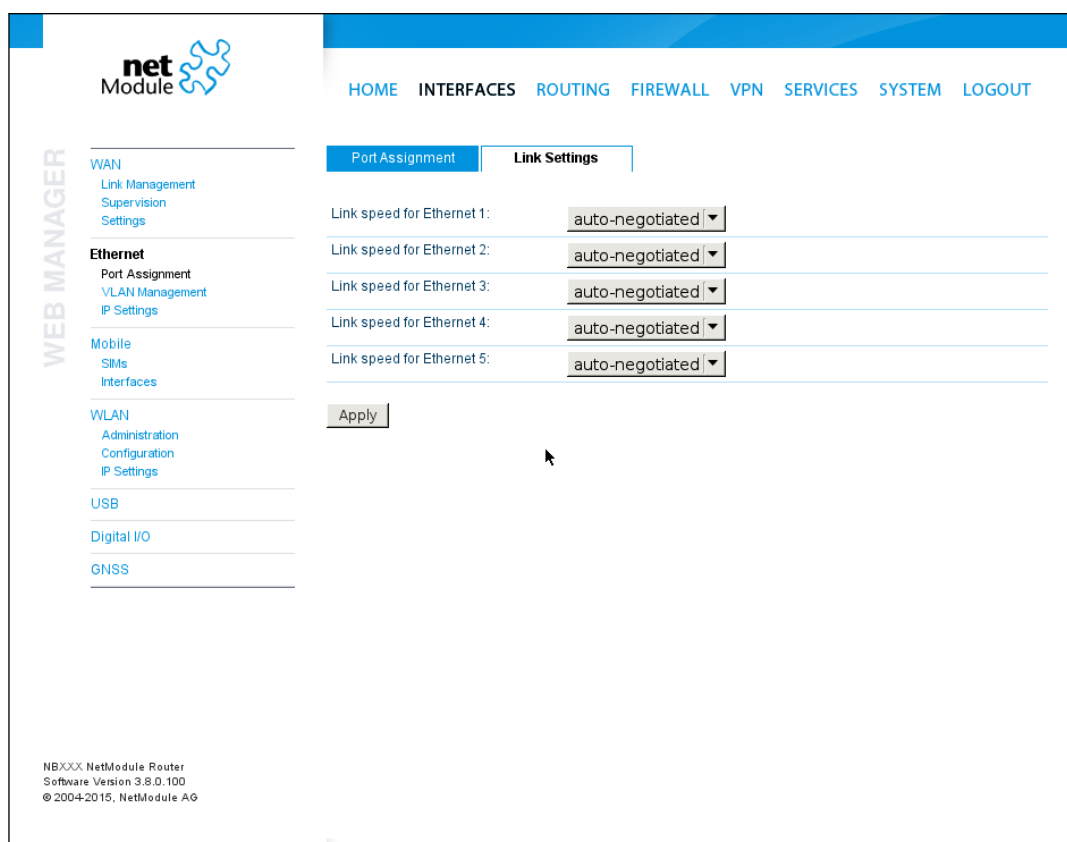 net
Module
HOME INTERFACES ROUTING FIREWALL VPN SERVICES SYSTEM LOGOUT
WEB MANAGER
WAN
Link Management
Supervision
Settings
Ethernet
Port Assignment
VLAN Management
IP Settings
Mobile
SIMs
Interfaces
WLAN
Administration
Configuration
IP Settings
USB
Digital I/O
GNSS
Port Assignment Link Settings
Link speed for Ethernet 1: auto-negotiated
Link speed for Ethernet 2: auto-negotiated
Link speed for Ethernet 3: auto-negotiated
Link speed for Ethernet 4: auto-negotiated
Link speed for Ethernet 5: auto-negotiated
Apply
NBXXX NetModule Router
Software Version 3.8.0.100
© 2004-2015, NetModule AG